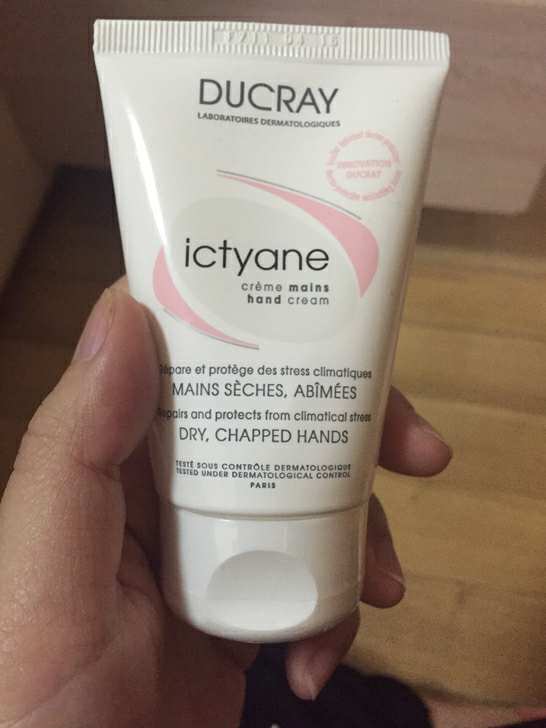 DUCRAY
LABORATOIRES DERMATOLOGIQUES
INNOVATION
DUCRAY
ictyane
crème mains
hand cream
et protège des stress climatiques
MAINS SÈCHES, ABÎMÉES
and protects from climatical stress
DRY, CHAPPED HANDS
TESTÉ SOUS CONTRÔLE DERMATOLOGIQUE
TESTED UNDER DERMATOLOGICAL CONTROL
PARIS